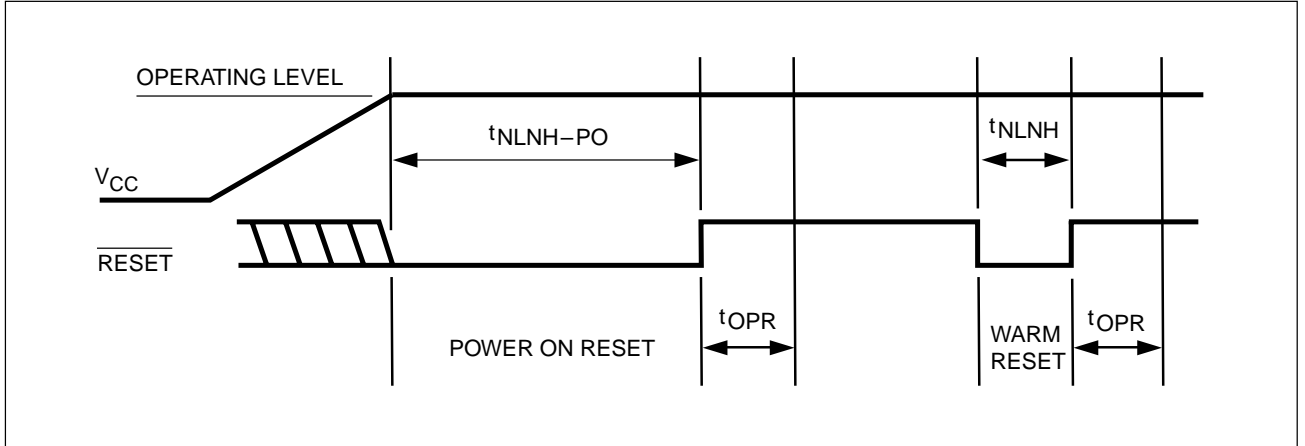 OPERATING LEVEL
tNLNH–PO
tNLNH
VCC
RESET
tOPR
tOPR
POWER ON RESET
WARM
RESET